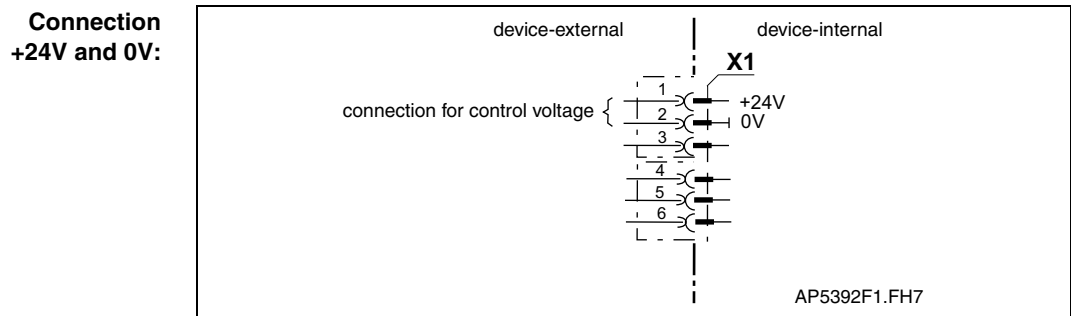 Connection
+24V and 0V:
device-external
device-internal
X1
1
+24V
connection for control voltage
2
0V
3
4
5
6
AP5392F1.FH7